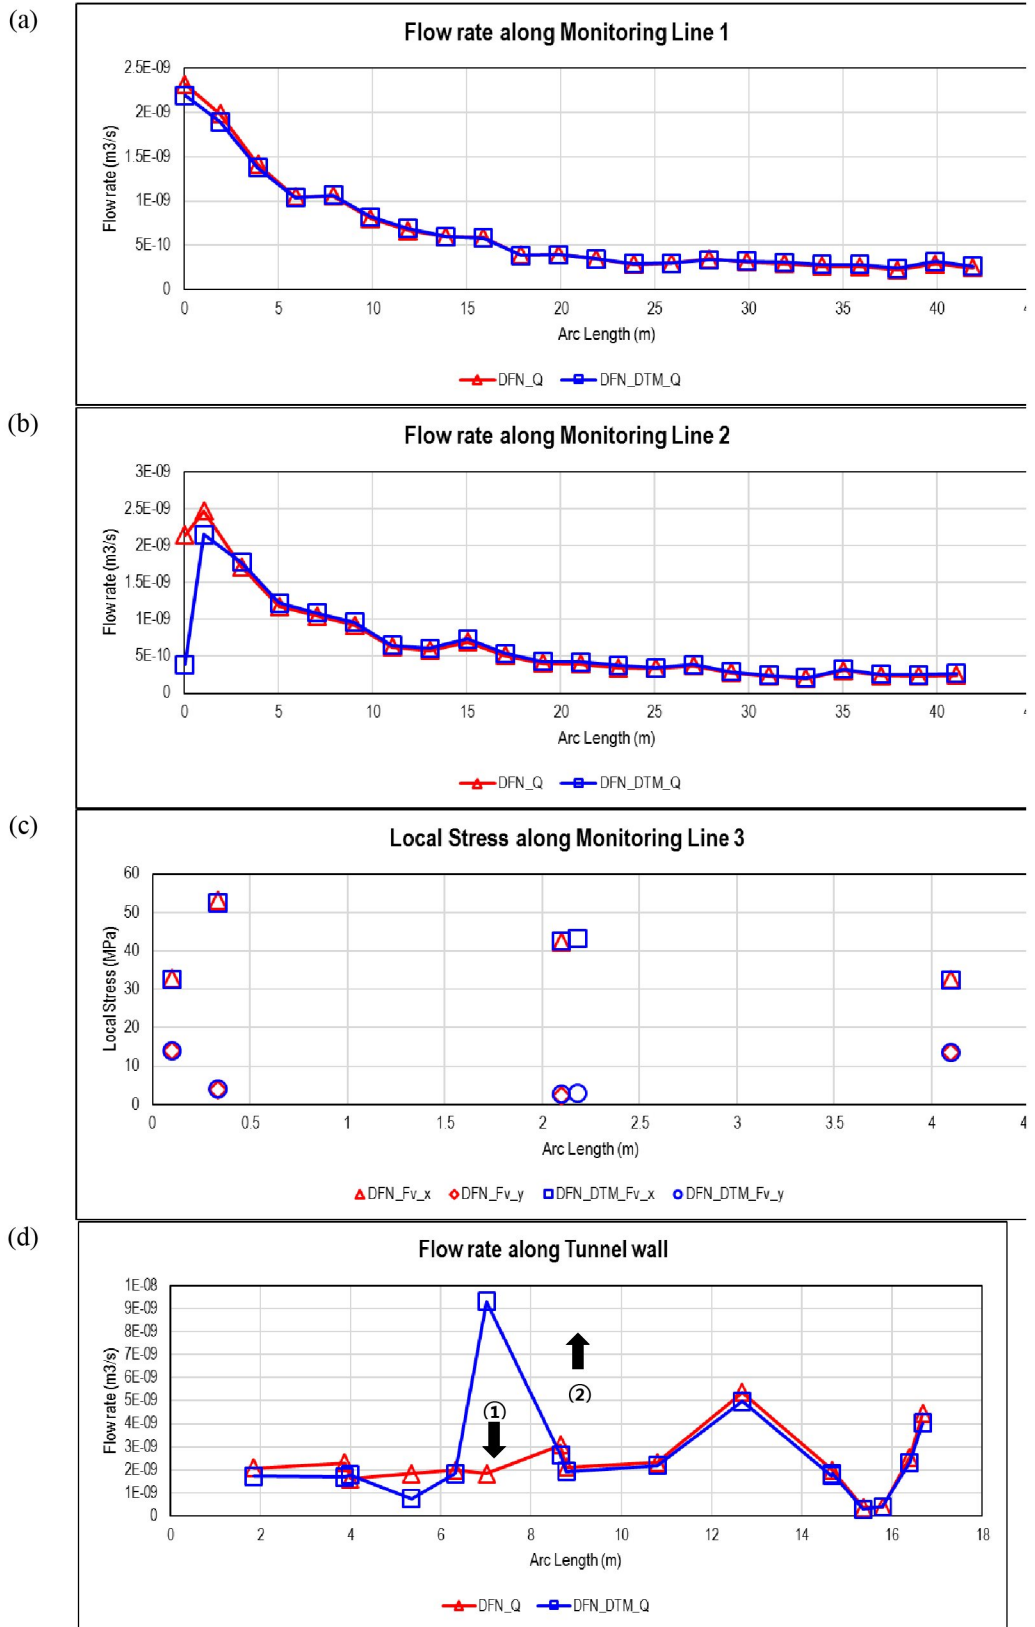 (a)
Flow rate along Monitoring Line 1
Flow rate (m3/s)
2.5E-09
2E-09
1.5E-09
1E-09
5E-10
0
0 5 10 15 20 25 30 35 40 4
Arc Length (m)
DFN_Q DFN_DTM_Q
(b)
Flow rate along Monitoring Line 2
Flow rate (m3/s)
3E-09
2.5E-09
2E-09
1.5E-09
1E-09
5E-10
0
0 5 10 15 20 25 30 35 40 4
Arc Length (m)
DFN_Q DFN_DTM_Q
(c)
Local Stress along Monitoring Line 3
Local Stress (MPa)
60
50
40
30
20
10
0
0 0.5 1 1.5 2 2.5 3 3.5 4 4
Arc Length (m)
DFN_Fv_x DFN_Fv_y DFN_DTM_Fv_x DFN_DTM_Fv_y
(d)
Flow rate along Tunnel wall
Flow rate (m3/s)
1E-08
9E-09
8E-09
7E-09
6E-09
5E-09
4E-09
3E-09
2E-09
1E-09
0
①
②
0 2 4 6 8 10 12 14 16 18
Arc Length (m)
DFN_Q DFN_DTM_Q